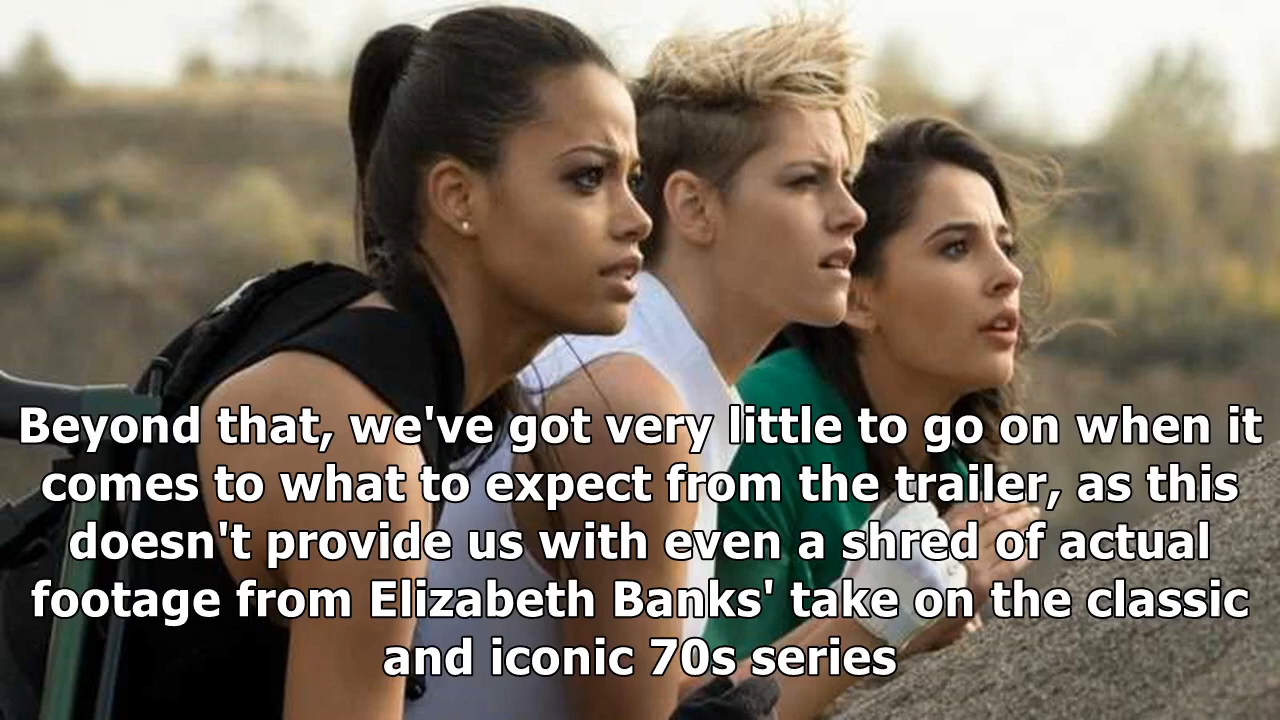 Beyond that, we've got very little to go on when it
comes to what to expect from the trailer, as this
doesn't provide us with even a shred of actual
footage from Elizabeth Banks' take on the classic
and iconic 70s series